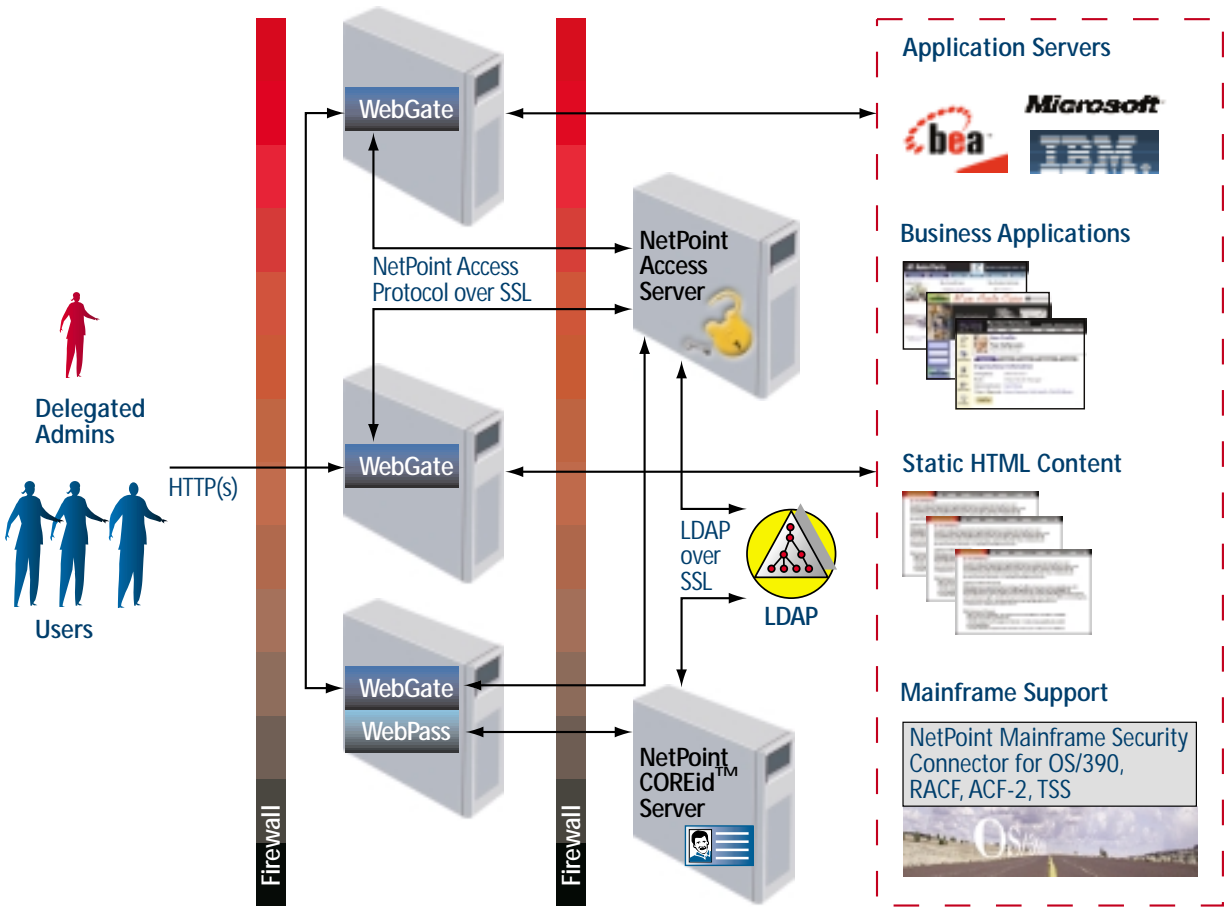 Application Servers
bea
Microsoft
IBM
WebGate
NetPoint
Access
Server
NetPoint Access
Protocol over SSL
Business Applications
Delegated
Admins
HTTP(s)
WebGate
Static HTML Content
LDAP
over
SSL
LDAP
Users
WebGate
WebPass
NetPoint
COREid™
Server
Mainframe Support
NetPoint Mainframe Security
Connector for OS/390,
RACF, ACF-2, TSS
OS/390
Firewall
Firewall